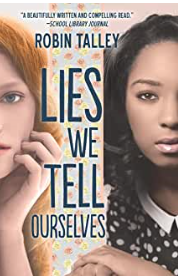 "A BEAUTIFULLY WRITTEN AND COMPELLING READ."
—SCHOOL LIBRARY JOURNAL
ROBIN TALLEY
LIES
WE
TELL
OURSELVES